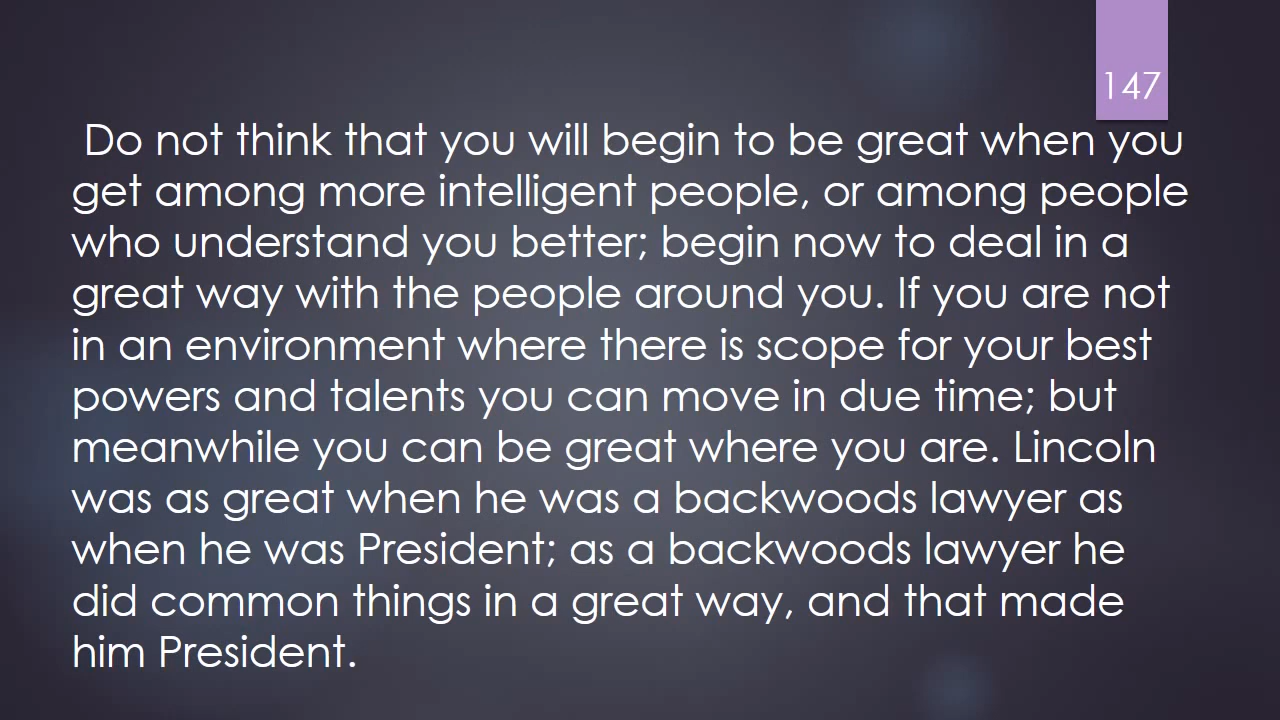 147
Do not think that you will begin to be great when you
get among more intelligent people, or among people
who understand you better; begin now to deal in a
great way with the people around you. If you are not
in an environment where there is scope for your best
powers and talents you can move in due time; but
meanwhile you can be great where you are. Lincoln
was as great when he was a backwoods lawyer as
when he was President; as a backwoods lawyer he
did common things in a great way, and that made
him President.